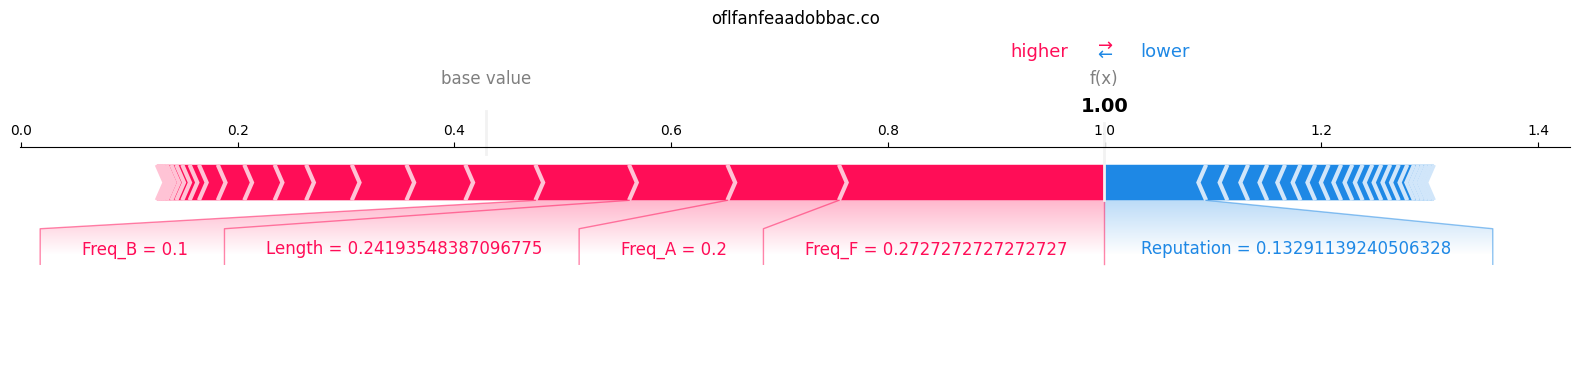 oflfanfeaadobbac.co
higher ⇄ lower
base value f(x)
1.00
0.0 0.2 0.4 0.6 0.8 1.0 1.2 1.4
Freq_B = 0.1 Length = 0.24193548387096775 Freq_A = 0.2 Freq_F = 0.2727272727272727 Reputation = 0.13291139240506328